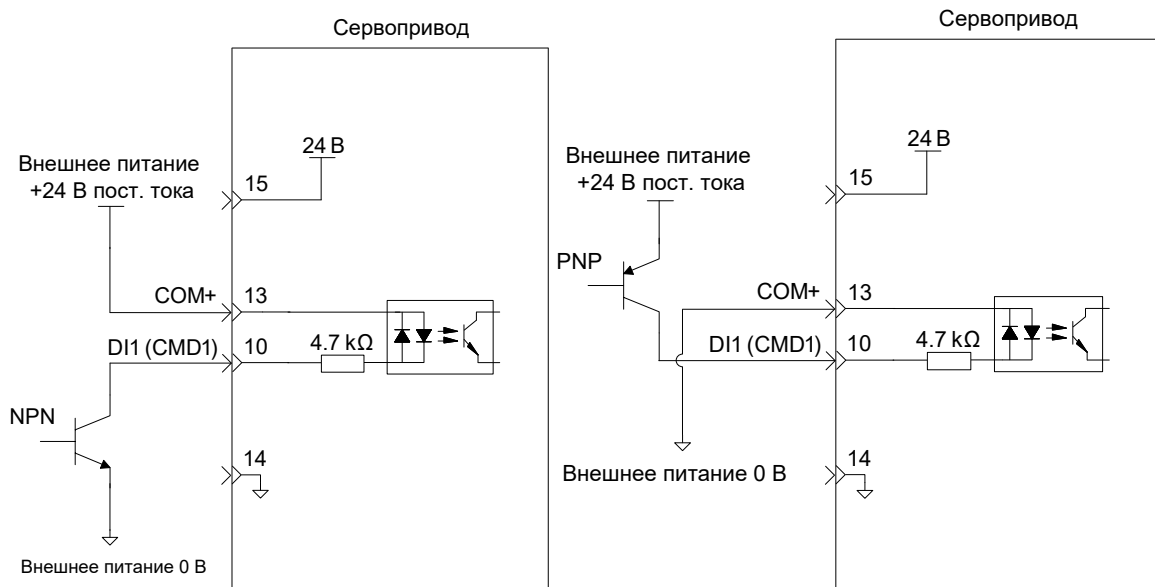 Сервопривод
24 В
Внешнее питание
+24 В пост. тока
15
COM+
13
DI1 (CMD1)
10
4.7 kΩ
NPN
14
Внешнее питание 0 В
Сервопривод
24 В
Внешнее питание
+24 В пост. тока
15
PNP
COM+
13
DI1 (CMD1)
10
4.7 kΩ
14
Внешнее питание 0 В